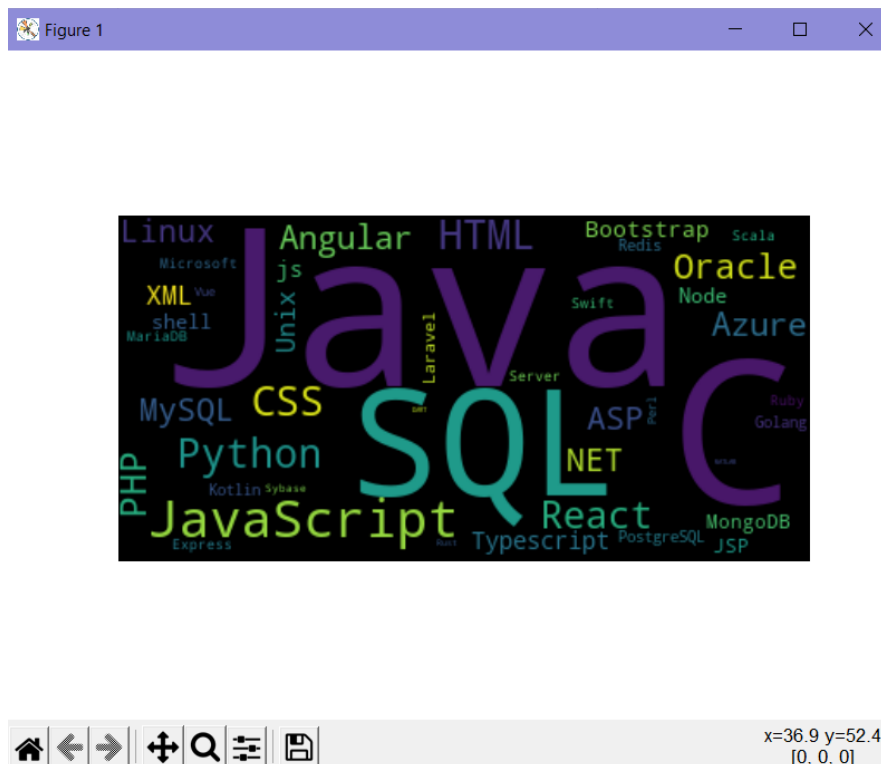 Figure 1
Linux
Angular
HTML
Bootstrap
Scala
Redis
Microsoft
js
Java
Oracle
XML
Vue
Unix
Swift
Node
shell
MariaDB
Laravel
Azure
Server
MySQL
CSS
SQL
ASP
Perl
C
Ruby
Golang
Python
NET
PHP
Kotlin
Sybase
JavaScript
React
MongoDB
Express
Rust
Typescript
PostgreSQL
JSP
x=36.9 y=52.4
[0, 0, 0]